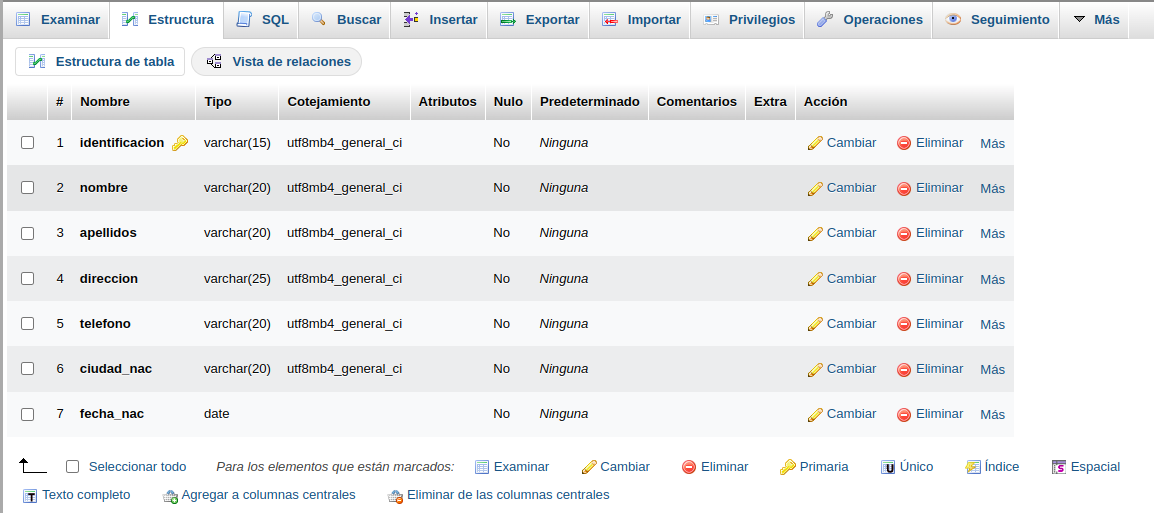 Examinar Estructura SQL Buscar Insertar Exportar Importar Privilegios Operaciones Seguimiento Más
Estructura de tabla Vista de relaciones
# Nombre Tipo Cotejamiento Atributos Nulo Predeterminado Comentarios Extra Acción
1 identificacion varchar(15) utf8mb4_general_ci No Ninguna Cambiar Eliminar Más
2 nombre varchar(20) utf8mb4_general_ci No Ninguna Cambiar Eliminar Más
3 apellidos varchar(20) utf8mb4_general_ci No Ninguna Cambiar Eliminar Más
4 direccion varchar(25) utf8mb4_general_ci No Ninguna Cambiar Eliminar Más
5 telefono varchar(20) utf8mb4_general_ci No Ninguna Cambiar Eliminar Más
6 ciudad_nac varchar(20) utf8mb4_general_ci No Ninguna Cambiar Eliminar Más
7 fecha_nac date No Ninguna Cambiar Eliminar Más
Seleccionar todo Para los elementos que están marcados: Examinar Cambiar Eliminar Primaria Único Índice Espacial
Texto completo Agregar a columnas centrales Eliminar de las columnas centrales